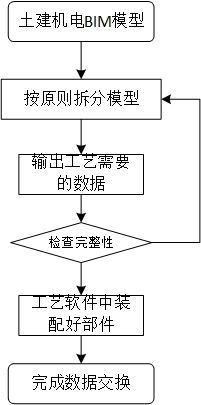 土建机电BIM模型
按原则拆分模型
输出工艺需要
的数据
检查完整性
工艺软件中装
配好部件
完成数据交换